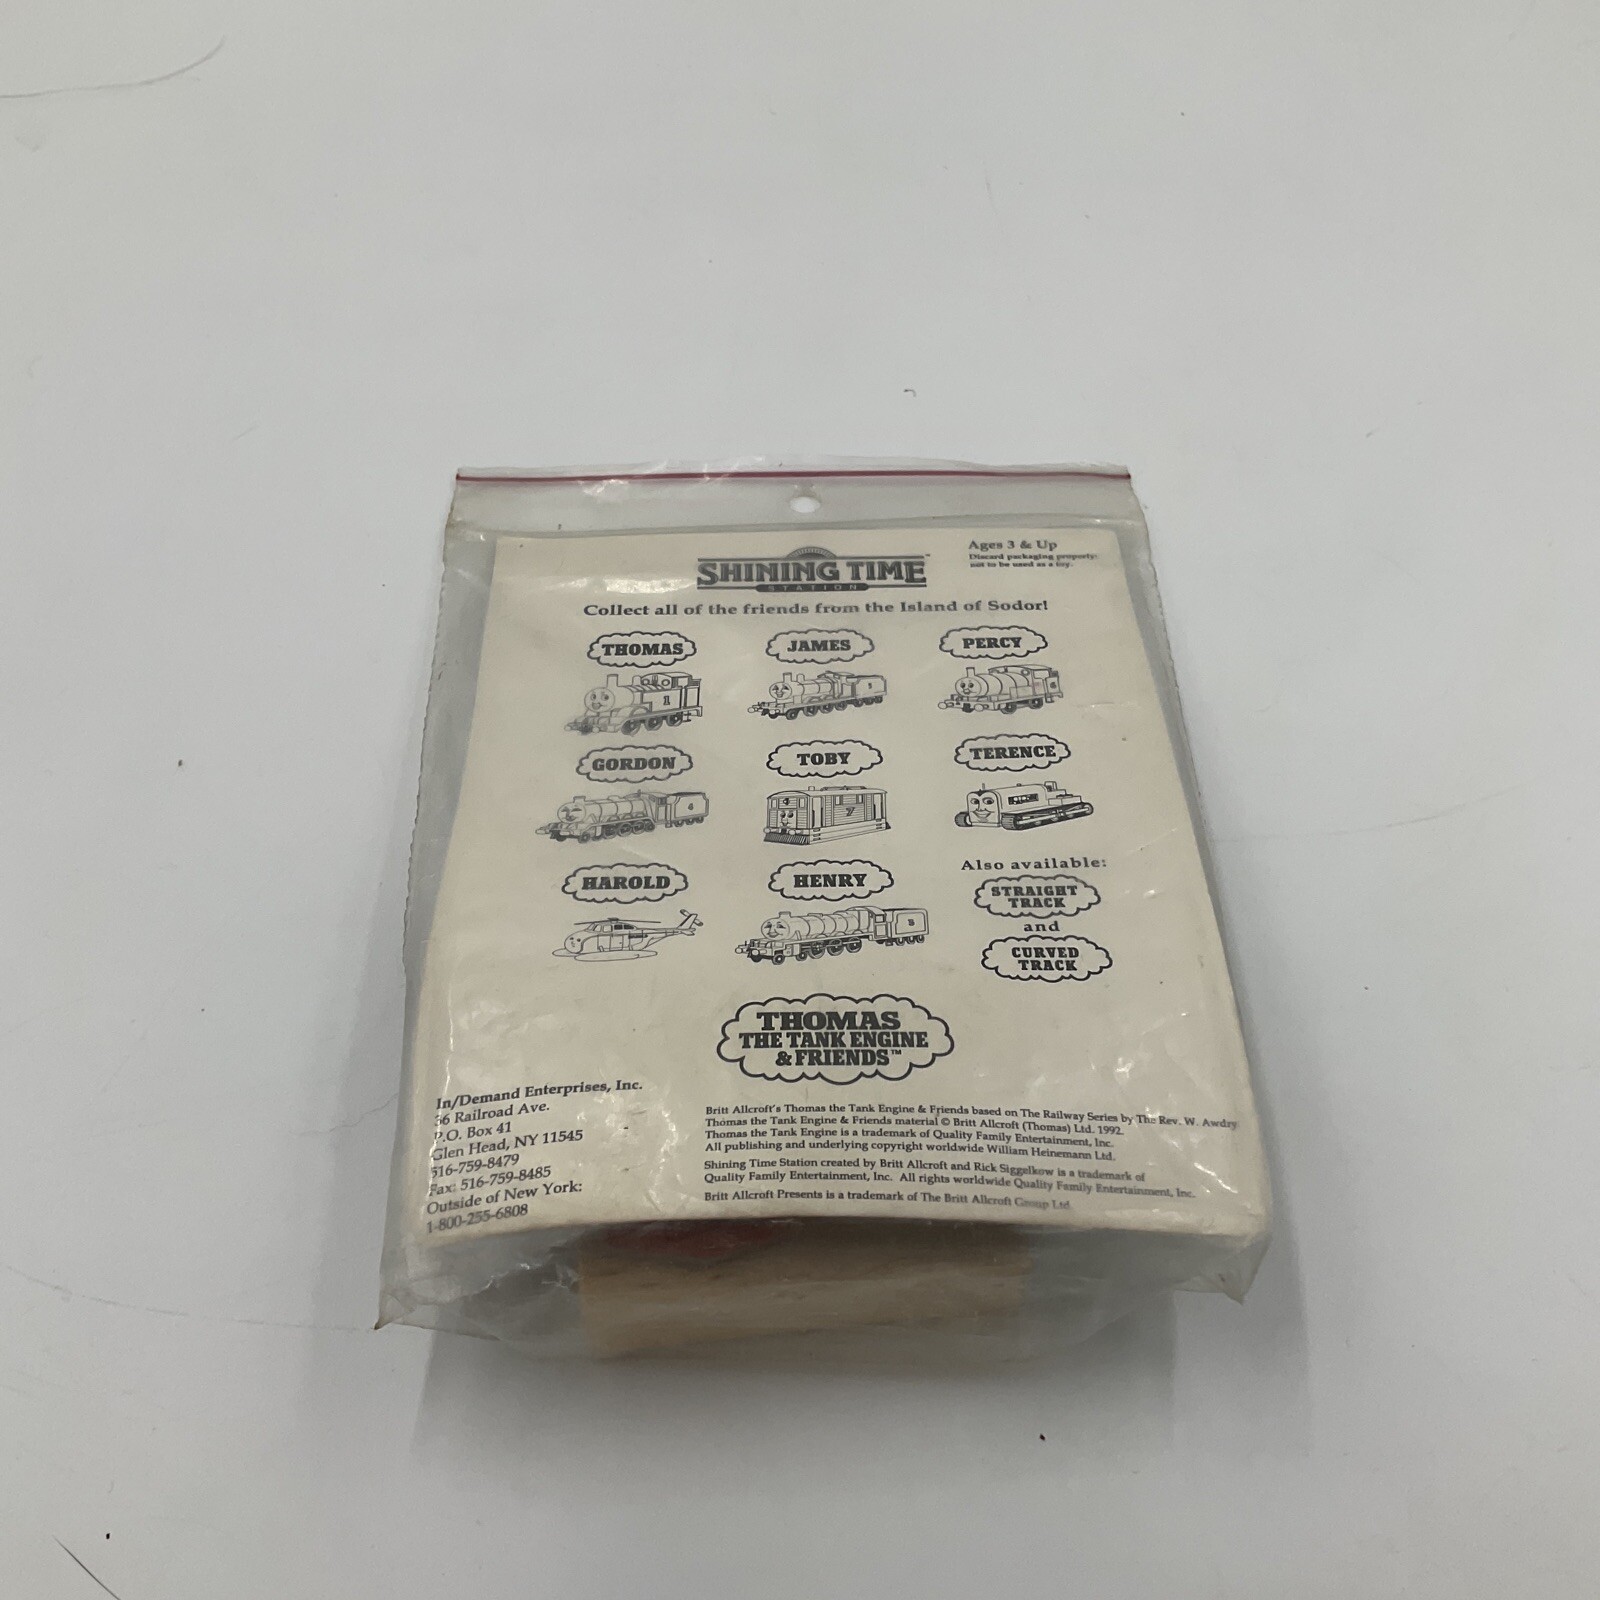 SHINING TIME™
STATION
Ages 3 & Up
Discard packaging properly:
not to be used as a toy.
Collect all of the friends from the Island of Sodor!
THOMAS
JAMES
PERCY
1
GORDON
TOBY
TERENCE
4
7
HAROLD
HENRY
Also available:
STRAIGHT
TRACK
and
CURVED
TRACK
THOMAS
THE TANK ENGINE
& FRIENDS™
In/Demand Enterprises, Inc.
36 Railroad Ave.
P.O. Box 41
Glen Head, NY 11545
516-759-8479
Fax: 516-759-8485
Outside of New York:
1-800-255-6808
Britt Allcroft's Thomas the Tank Engine & Friends based on The Railway Series by The Rev. W. Awdry
Thomas the Tank Engine & Friends material © Britt Allcroft (Thomas) Ltd. 1992.
Thomas the Tank Engine is a trademark of Quality Family Entertainment, Inc.
All publishing and underlying copyright worldwide William Heinemann Ltd.
Shining Time Station created by Britt Allcroft and Rick Siggelkow is a trademark of
Quality Family Entertainment, Inc. All rights worldwide Quality Family Entertainment, Inc.
Britt Allcroft Presents is a trademark of The Britt Allcroft Group Ltd.